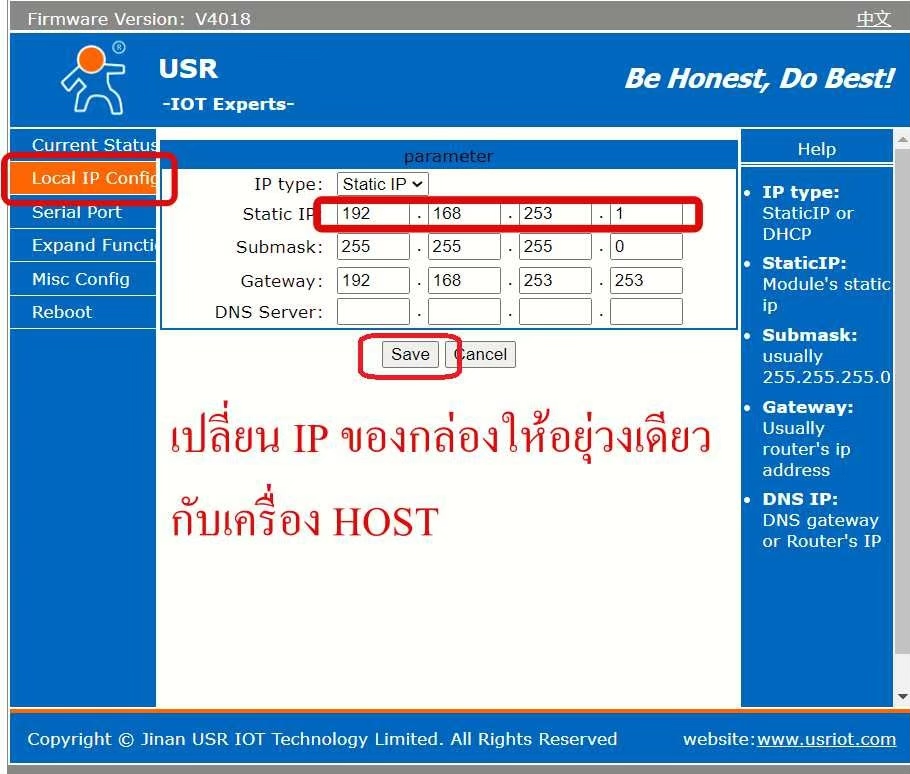 Firmware Version: V4018
中文
®
USR
-IOT Experts-
Be Honest, Do Best!
Current Status
Local IP Config
Serial Port
Expand Functi
Misc Config
Reboot
parameter
IP type: Static IP
Static IP 192 . 168 . 253 . 1
Submask: 255 . 255 . 255 . 0
Gateway: 192 . 168 . 253 . 253
DNS Server: . . .
Save Cancel
เปลี่ยน IP ของกล่องให้อยุ่วงเดียว
กับเครื่อง HOST
Help
IP type:
StaticIP or
DHCP
StaticIP:
Module's static
ip
Submask:
usually
255.255.255.0
Gateway:
Usually
router's ip
address
DNS IP:
DNS gateway
or Router's IP
Copyright © Jinan USR IOT Technology Limited. All Rights Reserved
website:www.usriot.com